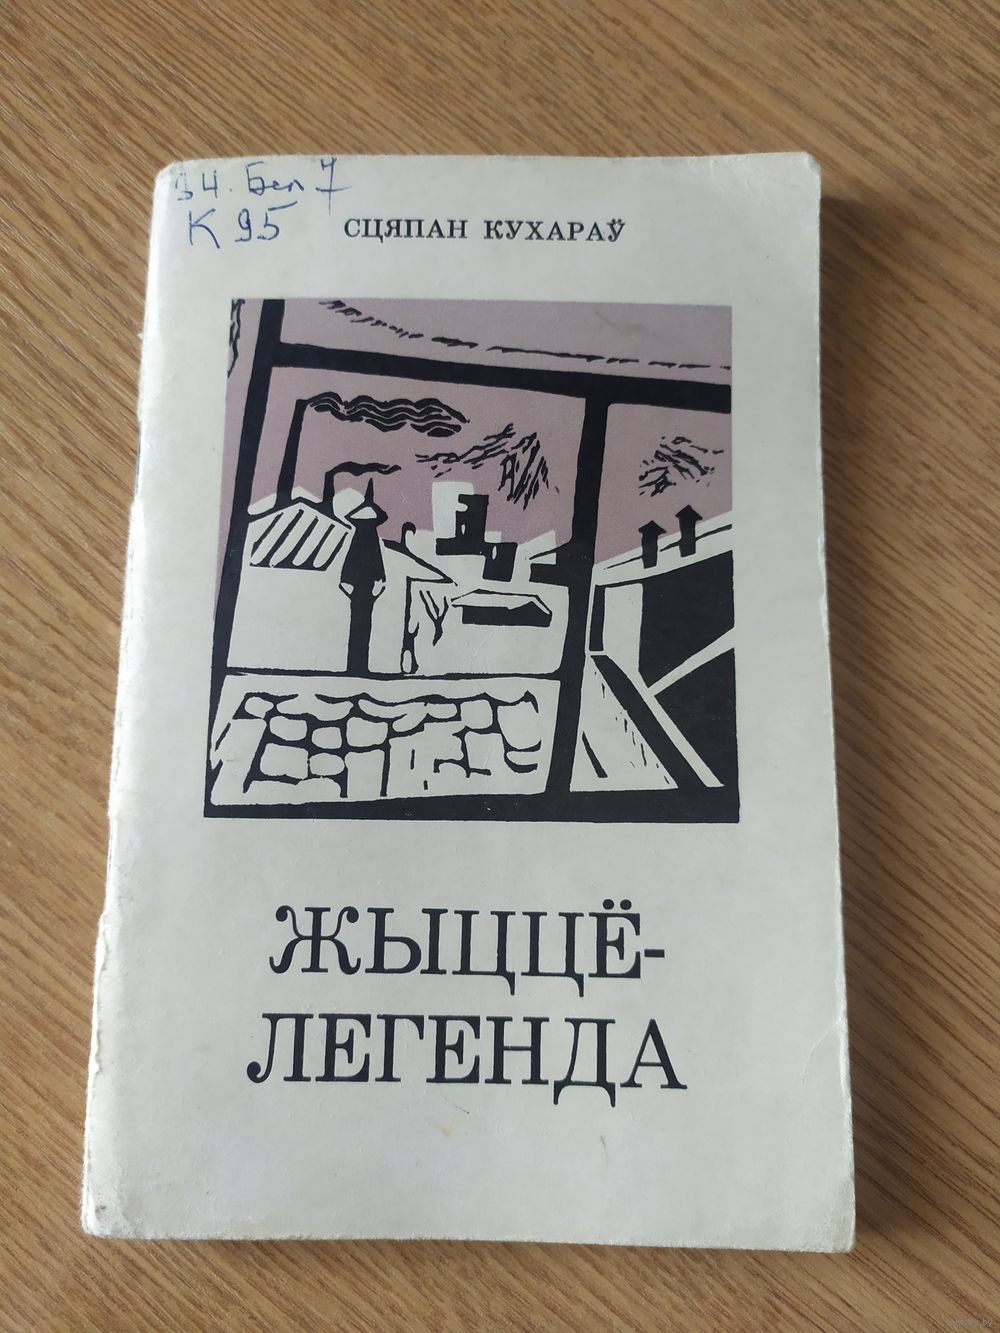 84. Бел 7
К 95
СЦЯПАН КУХАРАЎ
ЖЫЦЦЁ-
ЛЕГЕНДА